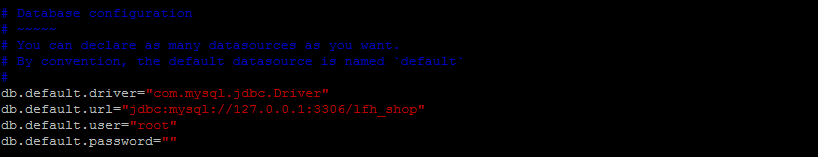 # Database configuration
# -----
# You can declare as many datasources as you want.
# By convention, the default datasource is named `default`
#
db.default.driver="com.mysql.jdbc.Driver"
db.default.url="jdbc:mysql://127.0.0.1:3306/lfh_shop"
db.default.user="root"
db.default.password=""